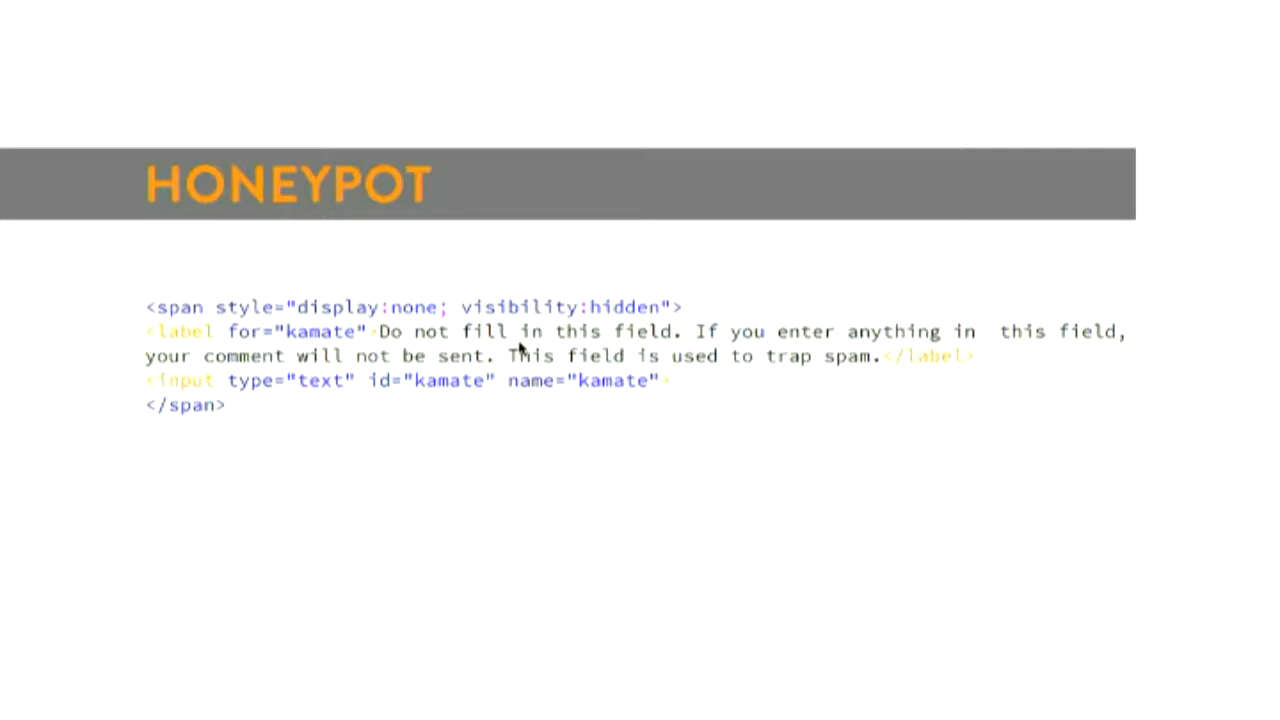 HONEYPOT
<span style="display:none; visibility:hidden">
<label for="kamate">Do not fill in this field. If you enter anything in  this field,
your comment will not be sent. This field is used to trap spam.</label>
<input type="text" id="kamate" name="kamate">
</span>